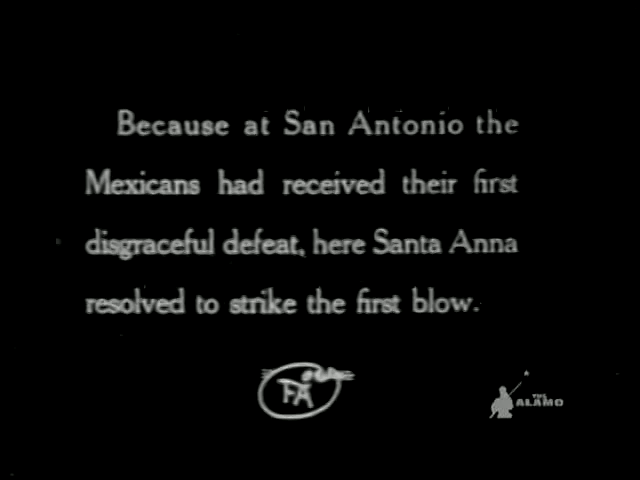 Because at San Antonio the
Mexicans had received their first
disgraceful defeat, here Santa Anna
resolved to strike the first blow.
FA
THE
ALAMO